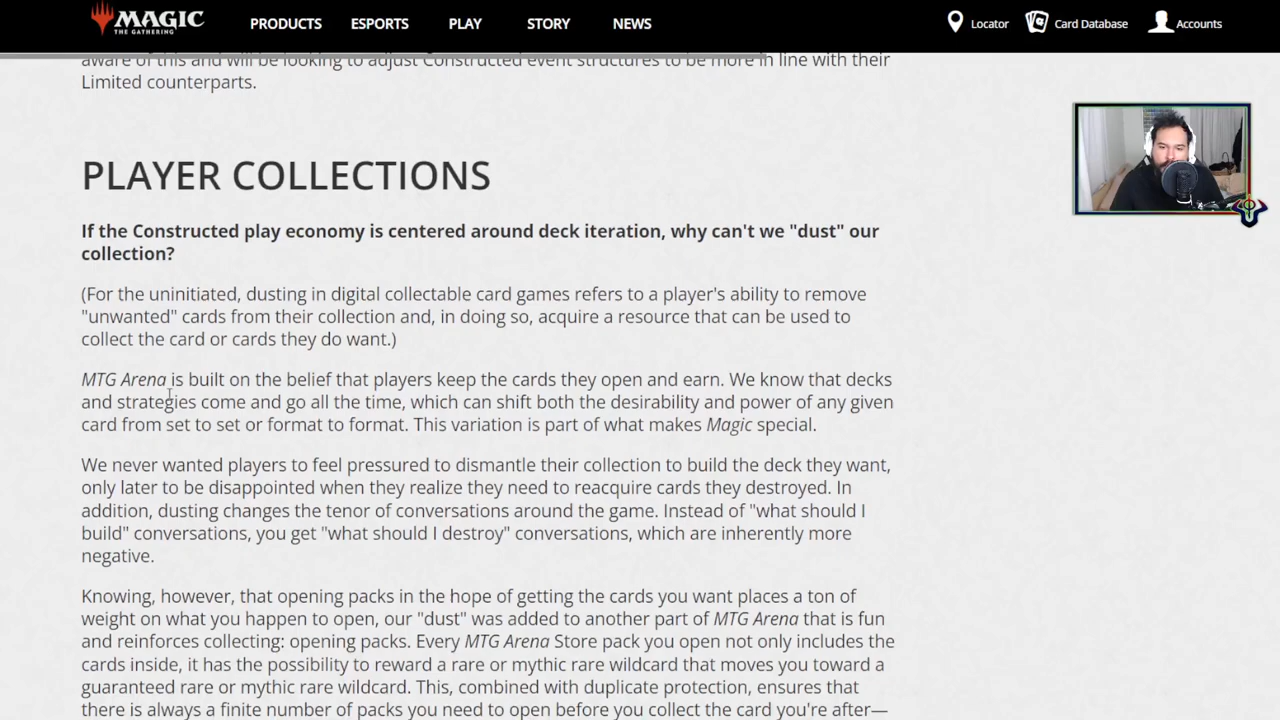 MAGIC
THE GATHERING
PRODUCTS ESPORTS PLAY STORY NEWS
Locator Card Database Accounts
aware of this and will be looking to adjust Constructed event structures to be more in line with their
Limited counterparts.
PLAYER COLLECTIONS
If the Constructed play economy is centered around deck iteration, why can't we "dust" our
collection?
(For the uninitiated, dusting in digital collectable card games refers to a player's ability to remove
"unwanted" cards from their collection and, in doing so, acquire a resource that can be used to
collect the card or cards they do want.)
MTG Arena is built on the belief that players keep the cards they open and earn. We know that decks
and strategies come and go all the time, which can shift both the desirability and power of any given
card from set to set or format to format. This variation is part of what makes Magic special.
We never wanted players to feel pressured to dismantle their collection to build the deck they want,
only later to be disappointed when they realize they need to reacquire cards they destroyed. In
addition, dusting changes the tenor of conversations around the game. Instead of "what should I
build" conversations, you get "what should I destroy" conversations, which are inherently more
negative.
Knowing, however, that opening packs in the hope of getting the cards you want places a ton of
weight on what you happen to open, our "dust" was added to another part of MTG Arena that is fun
and reinforces collecting: opening packs. Every MTG Arena Store pack you open not only includes the
cards inside, it has the possibility to reward a rare or mythic rare wildcard that moves you toward a
guaranteed rare or mythic rare wildcard. This, combined with duplicate protection, ensures that
there is always a finite number of packs you need to open before you collect the card you're after—